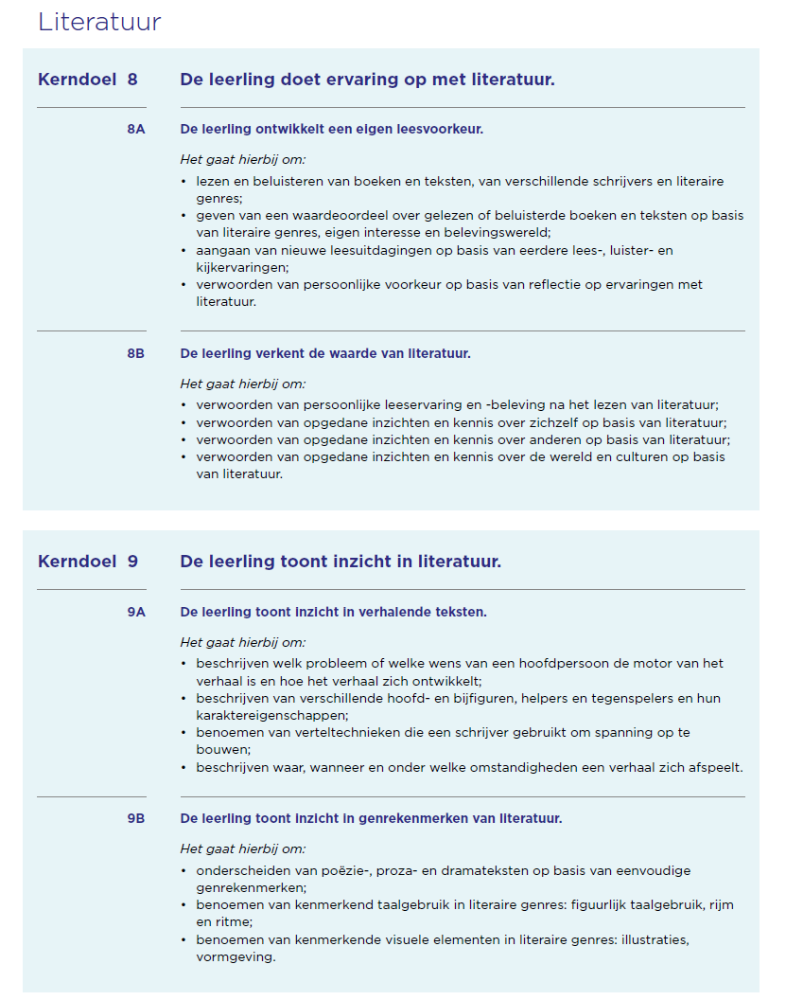 Literatuur
Kerndoel 8 De leerling doet ervaring op met literatuur.
8A De leerling ontwikkelt een eigen leesvoorkeur.
Het gaat hierbij om:
• lezen en beluisteren van boeken en teksten, van verschillende schrijvers en literaire
genres;
• geven van een waardeoordeel over gelezen of beluisterde boeken en teksten op basis
van literaire genres, eigen interesse en belevingswereld;
• aangaan van nieuwe leesuitdagingen op basis van eerdere lees-, luister- en
kijkervaringen;
• verwoorden van persoonlijke voorkeur op basis van reflectie op ervaringen met
literatuur.
8B De leerling verkent de waarde van literatuur.
Het gaat hierbij om:
• verwoorden van persoonlijke leeservaring en -beleving na het lezen van literatuur;
• verwoorden van opgedane inzichten en kennis over zichzelf op basis van literatuur;
• verwoorden van opgedane inzichten en kennis over anderen op basis van literatuur;
• verwoorden van opgedane inzichten en kennis over de wereld en culturen op basis
van literatuur.
Kerndoel 9 De leerling toont inzicht in literatuur.
9A De leerling toont inzicht in verhalende teksten.
Het gaat hierbij om:
• beschrijven welk probleem of welke wens van een hoofdpersoon de motor van het
verhaal is en hoe het verhaal zich ontwikkelt;
• beschrijven van verschillende hoofd- en bijfiguren, helpers en tegenspelers en hun
karaktereigenschappen;
• benoemen van verteltechnieken die een schrijver gebruikt om spanning op te
bouwen;
• beschrijven waar, wanneer en onder welke omstandigheden een verhaal zich afspeelt.
9B De leerling toont inzicht in genrekenmerken van literatuur.
Het gaat hierbij om:
• onderscheiden van poëzie-, proza- en dramateksten op basis van eenvoudige
genrekenmerken;
• benoemen van kenmerkend taalgebruik in literaire genres: figuurlijk taalgebruik, rijm
en ritme;
• benoemen van kenmerkende visuele elementen in literaire genres: illustraties,
vormgeving.